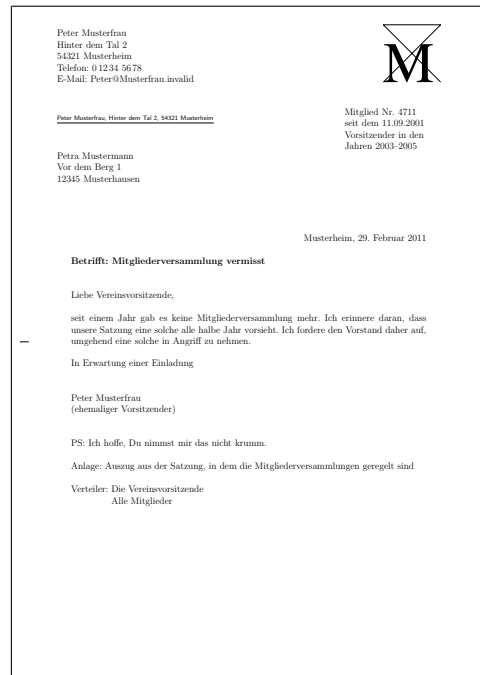 Peter Musterfrau
Hinter dem Tal 2
54321 Musterheim
Telefon: 0 12 34 56 78
E-Mail: Peter@Musterfrau.invalid
M
Peter Musterfrau, Hinter dem Tal 2, 54321 Musterheim
Mitglied Nr. 4711
seit dem 11.09.2001
Vorsitzender in den
Jahren 2003–2005
Petra Mustermann
Vor dem Berg 1
12345 Musterhausen
Musterheim, 29. Februar 2011
Betrifft: Mitgliederversammlung vermisst
Liebe Vereinsvorsitzende,
seit einem Jahr gab es keine Mitgliederversammlung mehr. Ich erinnere daran, dass
unsere Satzung eine solche alle halbe Jahr vorsieht. Ich fordere den Vorstand daher auf,
umgehend eine solche in Angriff zu nehmen.
In Erwartung einer Einladung
Peter Musterfrau
(ehemaliger Vorsitzender)
PS: Ich hoffe, Du nimmst mir das nicht krumm.
Anlage: Auszug aus der Satzung, in dem die Mitgliederversammlungen geregelt sind
Verteiler: Die Vereinsvorsitzende
Alle Mitglieder